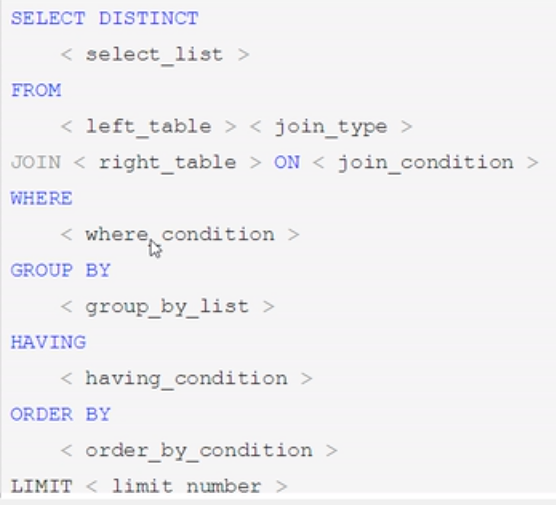 SELECT DISTINCT
< select_list >
FROM
< left_table > < join_type >
JOIN < right_table > ON < join_condition >
WHERE
< where_condition >
GROUP BY
< group_by_list >
HAVING
< having_condition >
ORDER BY
< order_by_condition >
LIMIT < limit number >